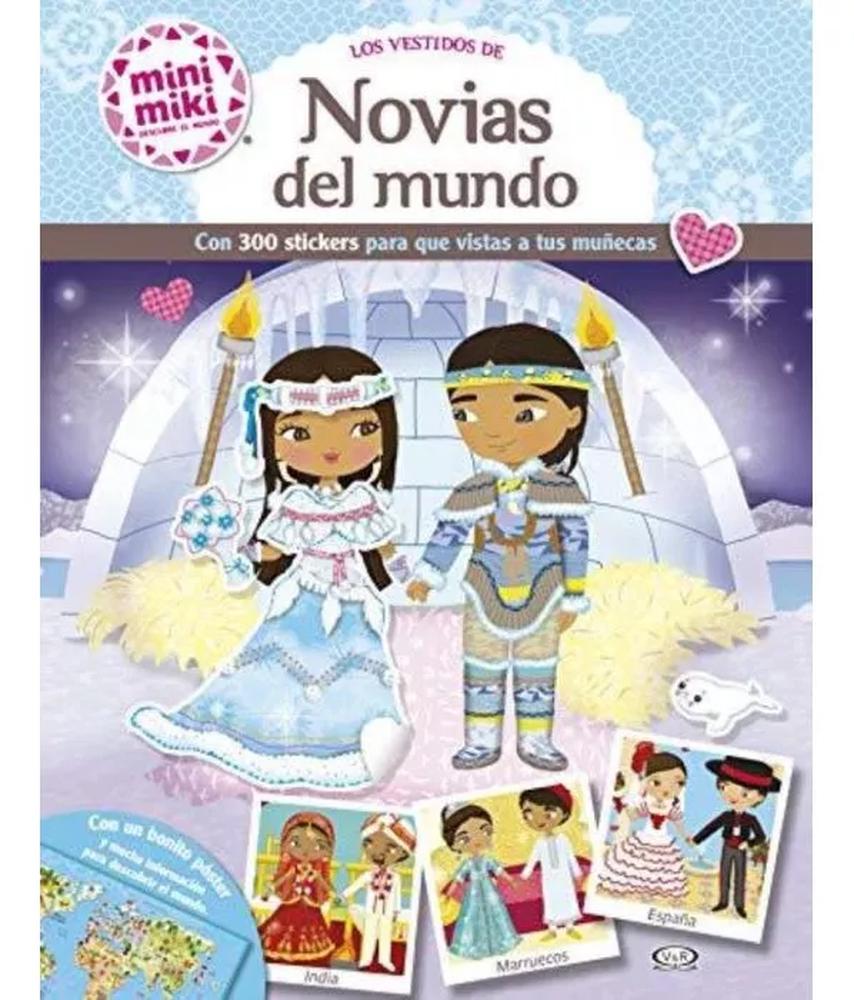 LOS VESTIDOS DE
mini
miki
DESCUBRE EL MUNDO
Novias
del mundo
Con 300 stickers para que vistas a tus muñecas
Con un bonito póster
y mucha información
para descubrir el mundo.
India
Marruecos
España
V&R